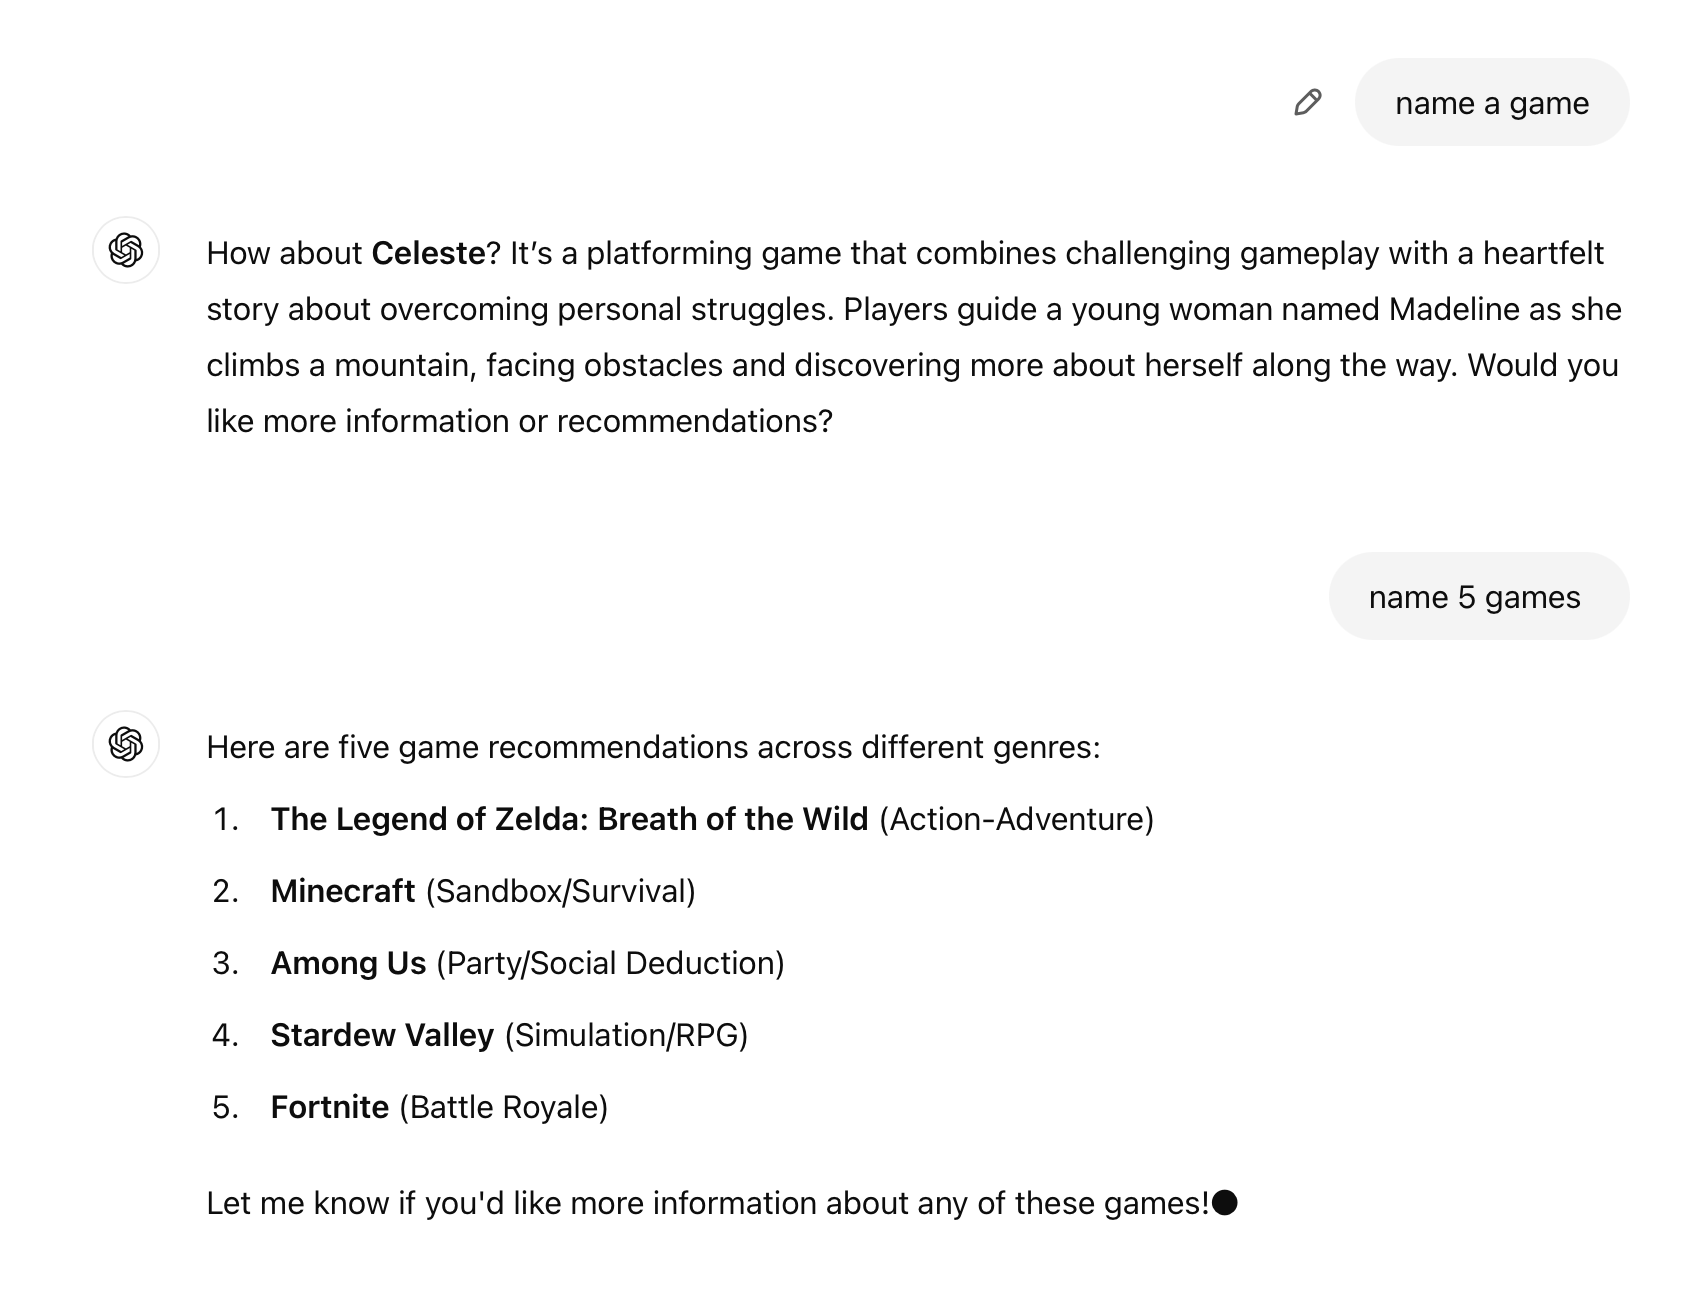 name a game
How about Celeste? It’s a platforming game that combines challenging gameplay with a heartfelt
story about overcoming personal struggles. Players guide a young woman named Madeline as she
climbs a mountain, facing obstacles and discovering more about herself along the way. Would you
like more information or recommendations?
name 5 games
Here are five game recommendations across different genres:
1. The Legend of Zelda: Breath of the Wild (Action-Adventure)
2. Minecraft (Sandbox/Survival)
3. Among Us (Party/Social Deduction)
4. Stardew Valley (Simulation/RPG)
5. Fortnite (Battle Royale)
Let me know if you'd like more information about any of these games!